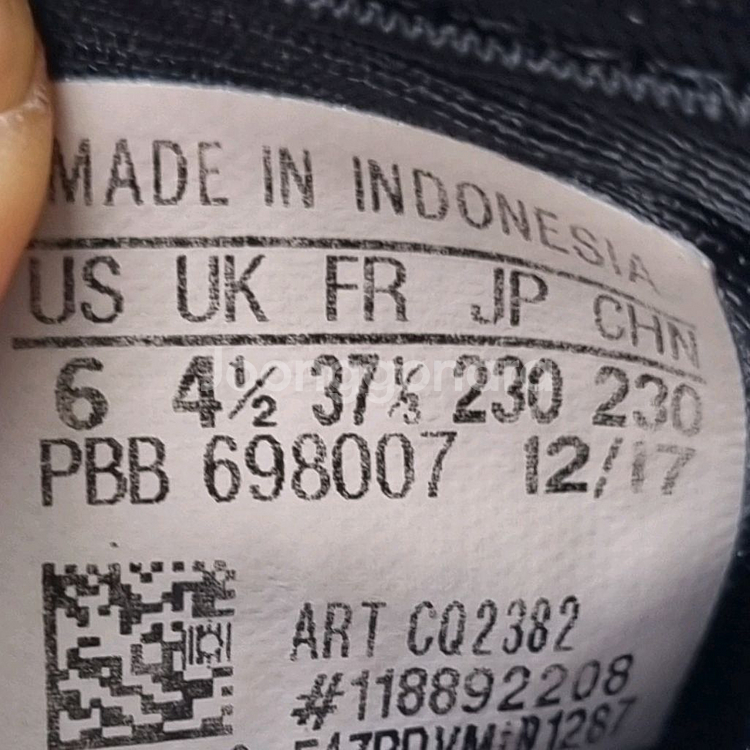 MADE IN INDONESIA
US UK FR JP CHN
6 4½ 37⅓ 230 230
PBB 698007 12/17
ART CQ2382
#118892208